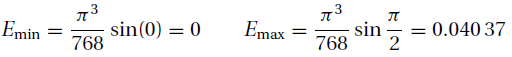 E_min = π³/768 sin(0) = 0    E_max = π³/768 sin π/2 = 0.040 37